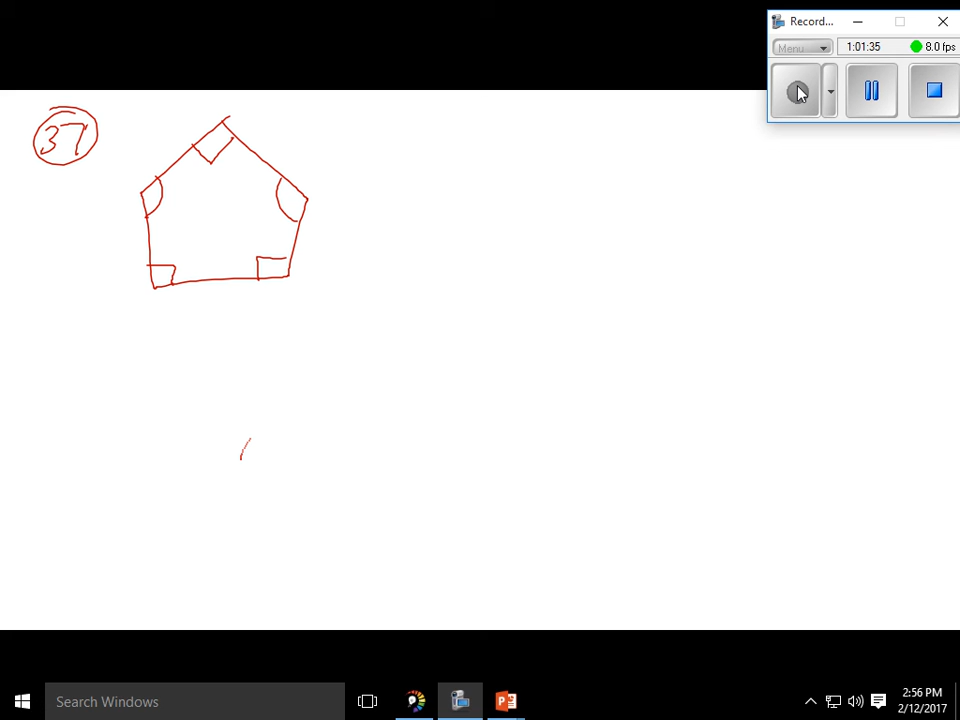 Record...
Menu
1:01:35
8.0 fps
37
Search Windows
2:56 PM
2/12/2017